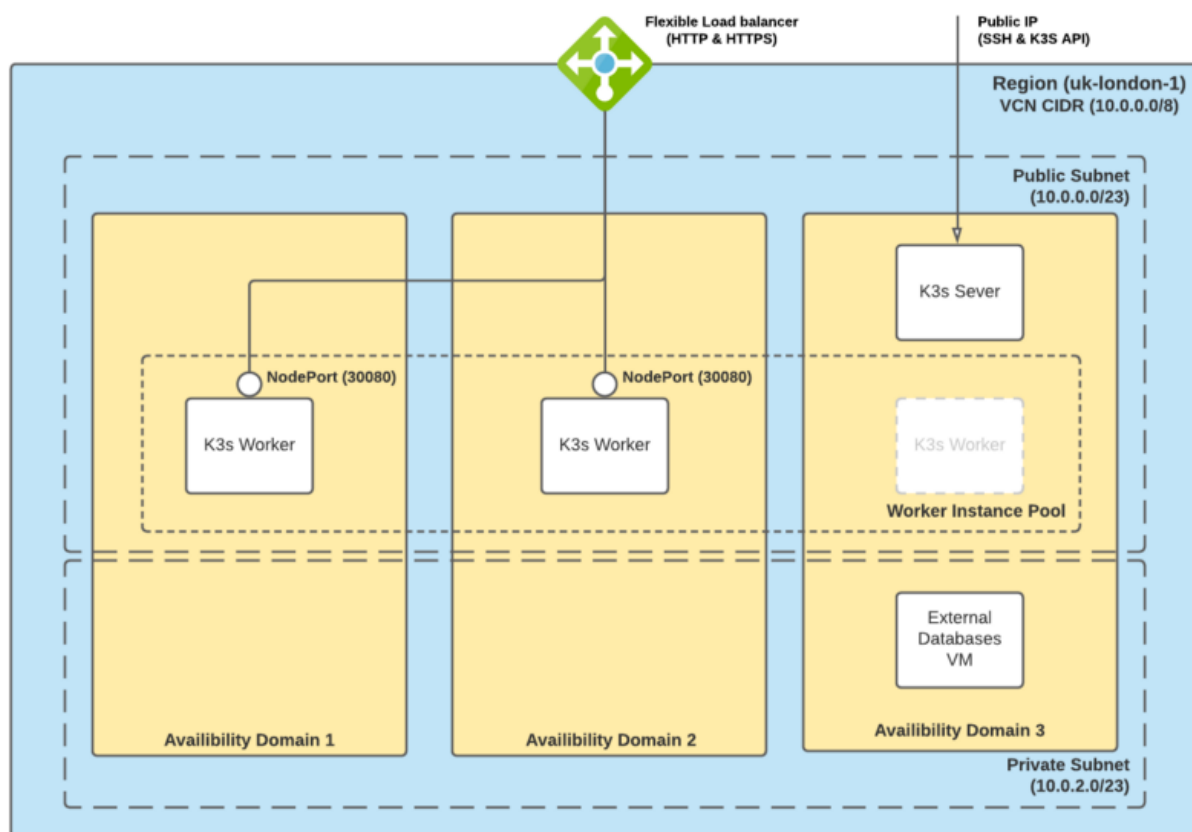 Flexible Load balancer
(HTTP & HTTPS)
Public IP
(SSH & K3S API)
Region (uk-london-1)
VCN CIDR (10.0.0.0/8)
Public Subnet
(10.0.0.0/23)
K3s Sever
NodePort (30080)
NodePort (30080)
K3s Worker
K3s Worker
K3s Worker
Worker Instance Pool
External
Databases
VM
Availibility Domain 1
Availibility Domain 2
Availibility Domain 3
Private Subnet
(10.0.2.0/23)